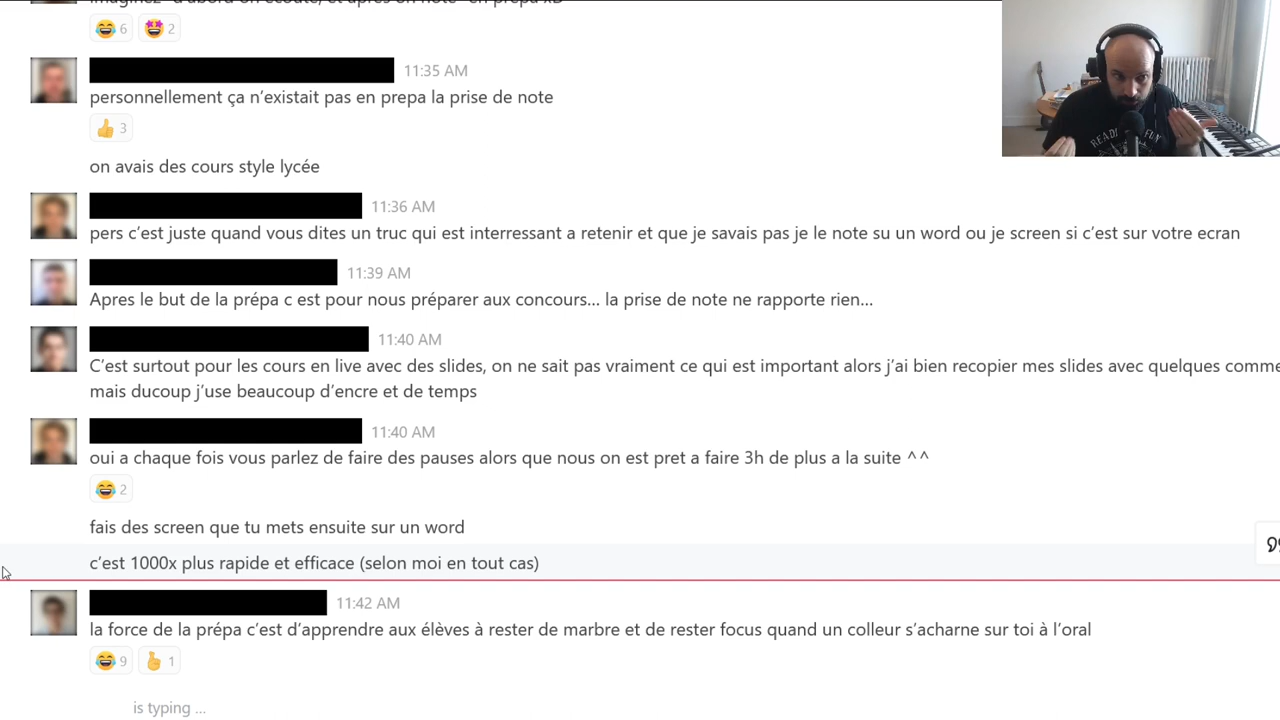 6 2
11:35 AM
personnellement ça n'existait pas en prepa la prise de note
3
on avais des cours style lycée
11:36 AM
pers c'est juste quand vous dites un truc qui est interressant a retenir et que je savais pas je le note su un word ou je screen si c'est sur votre ecran
11:39 AM
Apres le but de la prépa c est pour nous préparer aux concours... la prise de note ne rapporte rien...
11:40 AM
C'est surtout pour les cours en live avec des slides, on ne sait pas vraiment ce qui est important alors j'ai bien recopier mes slides avec quelques
mais ducoup j'use beaucoup d'encre et de temps
11:40 AM
oui a chaque fois vous parlez de faire des pauses alors que nous on est pret a faire 3h de plus a la suite ^^
2
fais des screen que tu mets ensuite sur un word
c'est 1000x plus rapide et efficace (selon moi en tout cas)
11:42 AM
la force de la prépa c'est d'apprendre aux élèves à rester de marbre et de rester focus quand un colleur s'acharne sur toi à l'oral
9 1
is typing ...